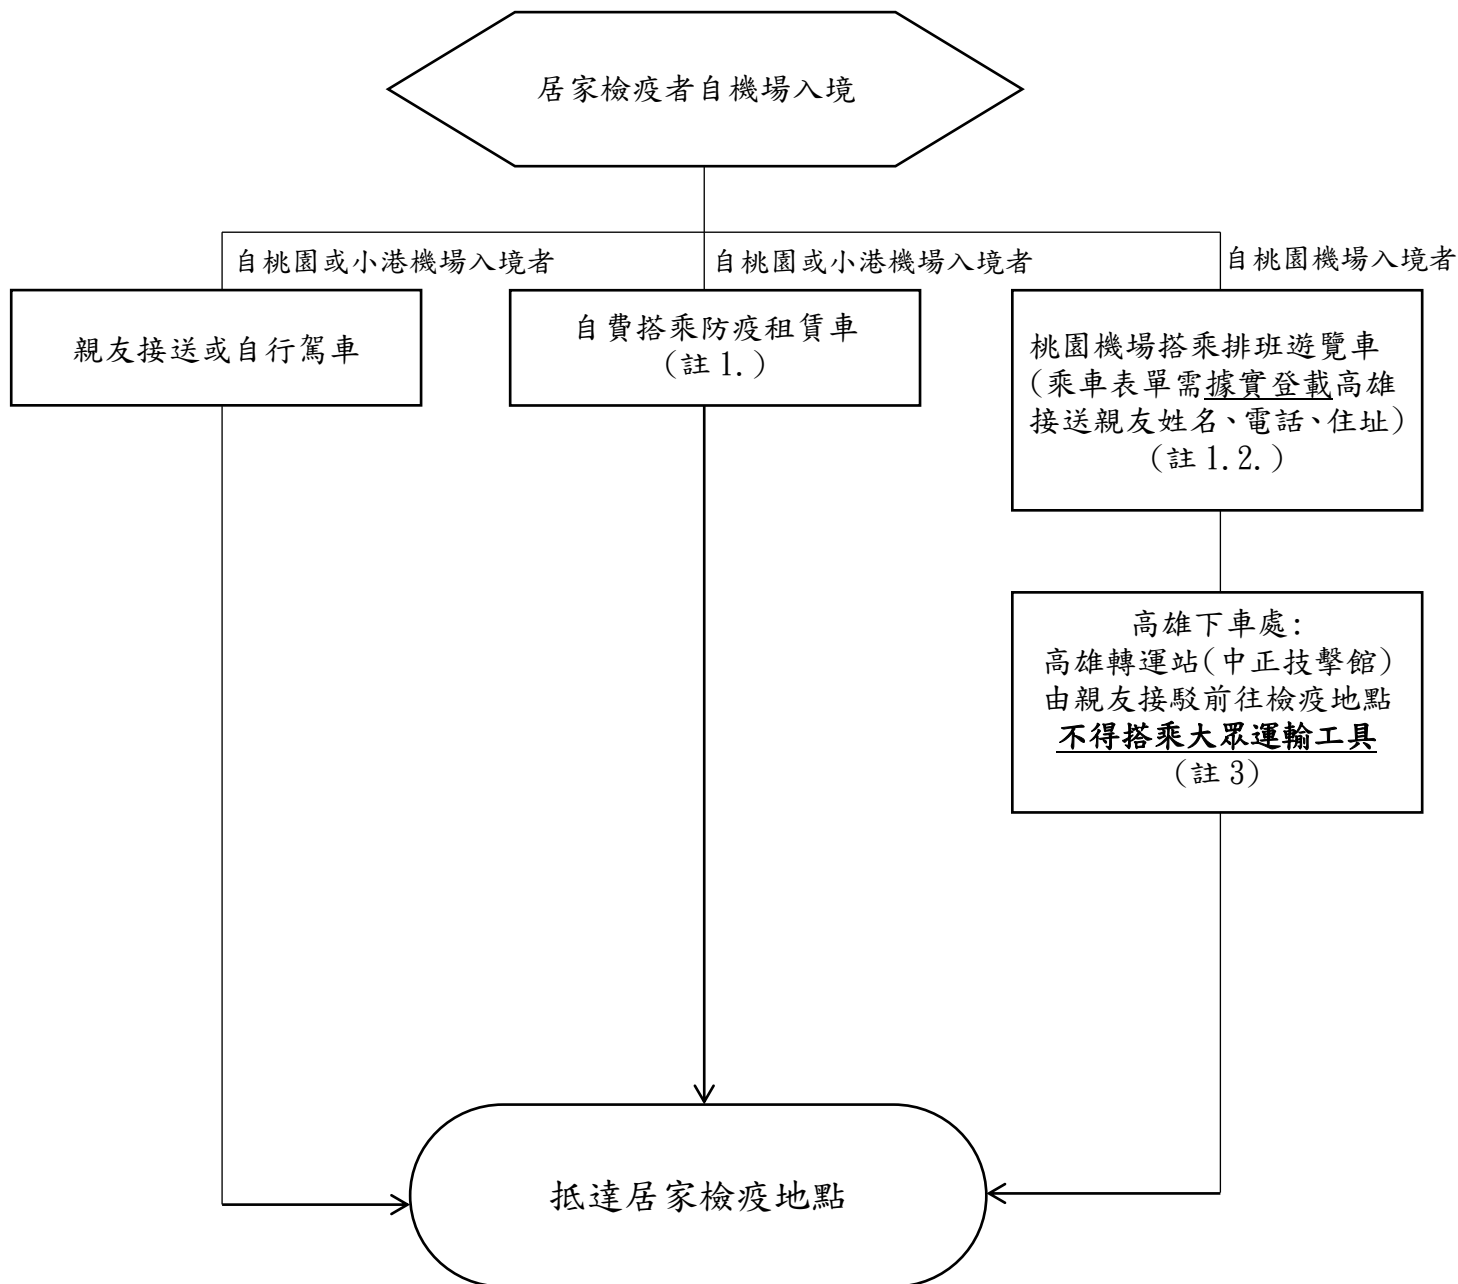 居家檢疫者自機場入境
自桃園或小港機場入境者
自桃園或小港機場入境者
自桃園機場入境者
親友接送或自行駕車
自費搭乘防疫租賃車
(註 1.)
桃園機場搭乘排班遊覽車
(乘車表單需據實登載高雄
接送親友姓名、電話、住址)
(註 1.2.)
高雄下車處:
高雄轉運站(中正技擊館)
由親友接駁前往檢疫地點
不得搭乘大眾運輸工具
(註 3)
抵達居家檢疫地點